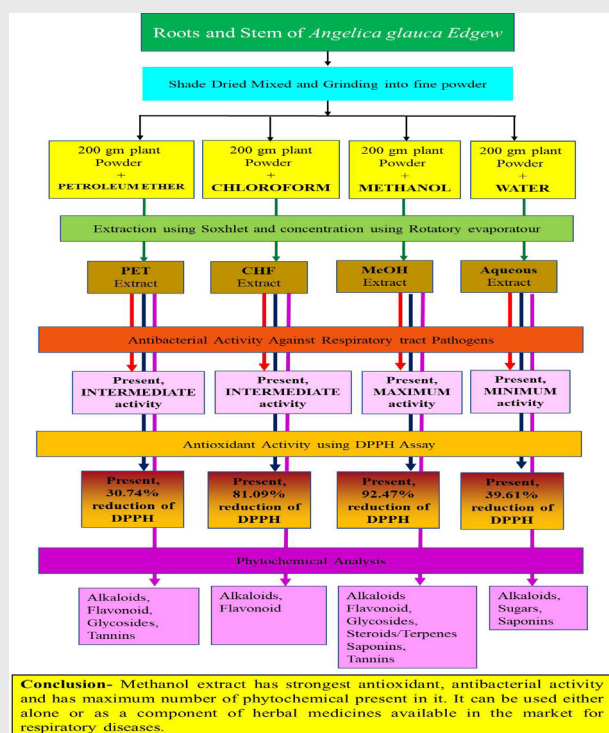 Roots and Stem of Angelica glauca Edgew
Shade Dried Mixed and Grinding into fine powder
200 gm plant
Powder
+
PETROLEUM ETHER
200 gm plant
Powder
+
CHLOROFORM
200 gm plant
Powder
+
METHANOL
200 gm plant
Powder
+
WATER
Extraction using Soxhlet and concentration using Rotatory evaporatour
PET
Extract
CHF
Extract
MeOH
Extract
Aqueous
Extract
Antibacterial Activity Against Respiratory tract Pathogens
Present,
INTERMEDIATE
activity
Present,
INTERMEDIATE
activity
Present,
MAXIMUM
activity
Present,
MINIMUM
activity
Antioxidant Activity using DPPH Assay
Present,
30.74%
reduction of
DPPH
Present,
81.09%
reduction of
DPPH
Present,
92.47%
reduction of
DPPH
Present,
39.61%
reduction of
DPPH
Phytochemical Analysis
Alkaloids,
Flavonoid,
Glycosides,
Tannins
Alkaloids,
Flavonoid
Alkaloids
Flavonoid,
Glycosides,
Steroids/Terpenes
Saponins,
Tannins
Alkaloids,
Sugars,
Saponins
Conclusion- Methanol extract has strongest antioxidant, antibacterial activity
and has maximum number of phytochemical present in it. It can be used either
alone or as a component of herbal medicines available in the market for
respiratory diseases.